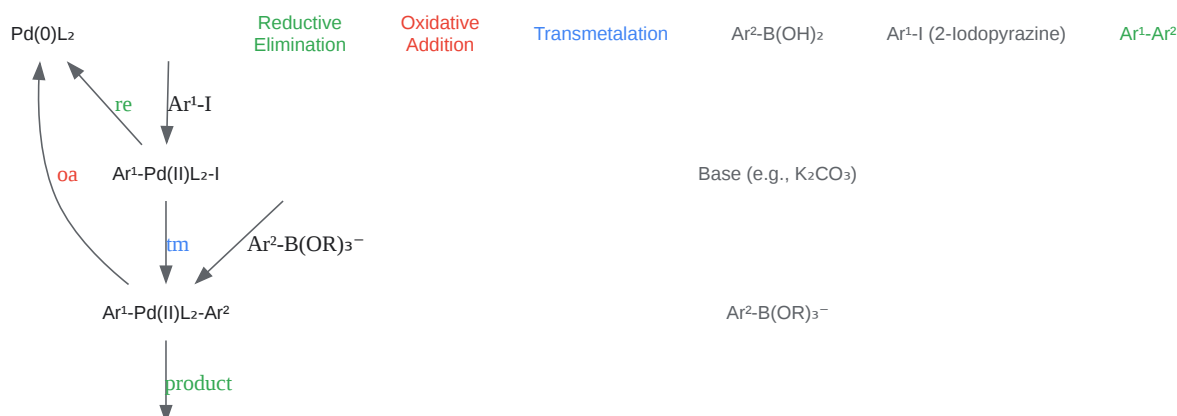 Pd(0)L₂
Reductive
Elimination
Oxidative
Addition
Transmetalation
Ar²-B(OH)₂
Ar¹-I (2-Iodopyrazine)
Ar¹-Ar²
re
Ar¹-I
oa
Ar¹-Pd(II)L₂-I
Base (e.g., K₂CO₃)
tm
Ar²-B(OR)₃⁻
Ar¹-Pd(II)L₂-Ar²
Ar²-B(OR)₃⁻
product